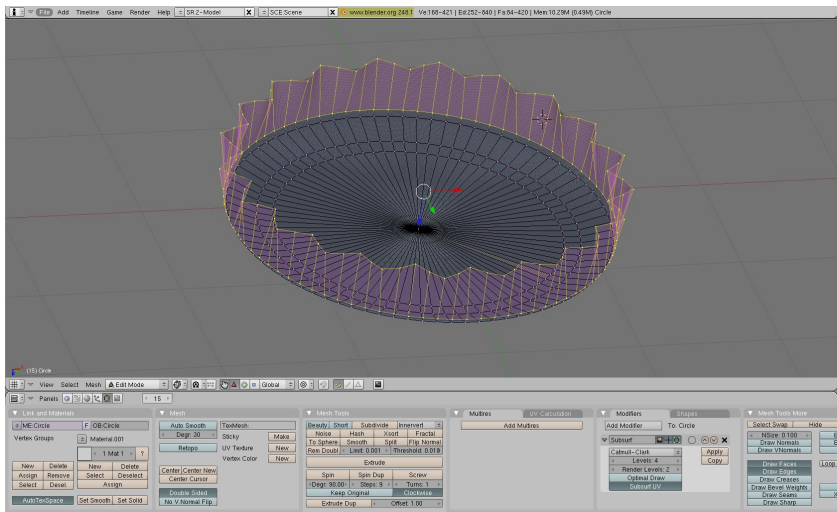 File Add Timeline Game Render Help SR:2-Model SCE:Scene www.blender.org 248.1 Ve:168-421 | Ed:252-840 | Fa:84-420 | Mem:10.29M (0.49M) Circle
(15) Circle
View Select Mesh Edit Mode Global
Panels 15
Link and Materials Mesh Mesh Tools Multires UV Calculation Modifiers Shapes Mesh Tools More
ME:Circle F OB:Circle Auto Smooth TexMesh: Beauty Short Subdivide Innervert Add Multires Add Modifier To: Circle Select Swap Hide
Vertex Groups Material.001 Degr: 30 Sticky Make Noise Hash Xsort Fractal Subsurf NSize: 0.100
1 Mat 1 ? Retopo UV Texture New To Sphere Smooth Split Flip Normal Catmull-Clark Apply Draw Normals
Vertex Color New Rem Doubl Limit: 0.001 Levels: 4 Copy Draw VNormals
New Delete New Delete Center Center New Extrude Render Levels: 2 Draw Faces Loop
Assign Remove Select Deselect Center Cursor Spin Spin Dup Screw Optimal Draw Draw Edges
Select Desel. Assign Double Sided Degr: 90.00 Steps: 9 Turns: 1 Subsurf UV Draw Creases
AutoTexSpace Set Smooth Set Solid No V.Normal Flip Keep Original Clockwise Draw Bevel Weights
Extrude Dup Offset: 1.00 Draw Seams
Draw Sharp